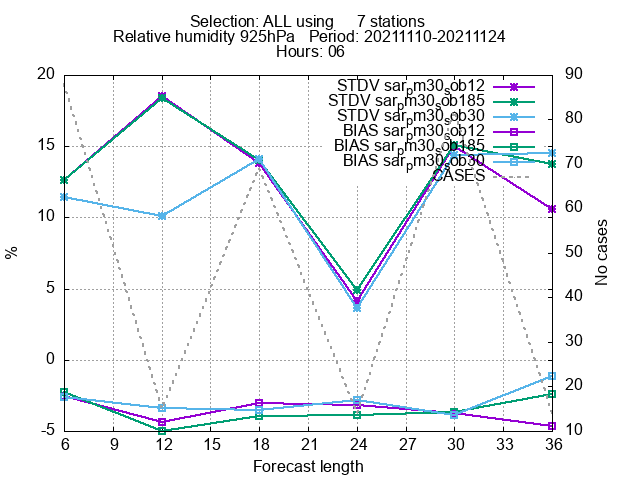 Selection: ALL using 7 stations
Relative humidity 925hPa Period: 20211110-20211124
Hours: 06
20
15
10
5
0
-5
%
90
80
70
60
50
40
30
20
10
No cases
STDV sarpm30sob12
STDV sarpm30sob185
STDV sarpm30sob30
BIAS sarpm30sob12
BIAS sarpm30sob185
BIAS sarpm30sob30
CASES
6 9 12 15 18 21 24 27 30 33 36
Forecast length